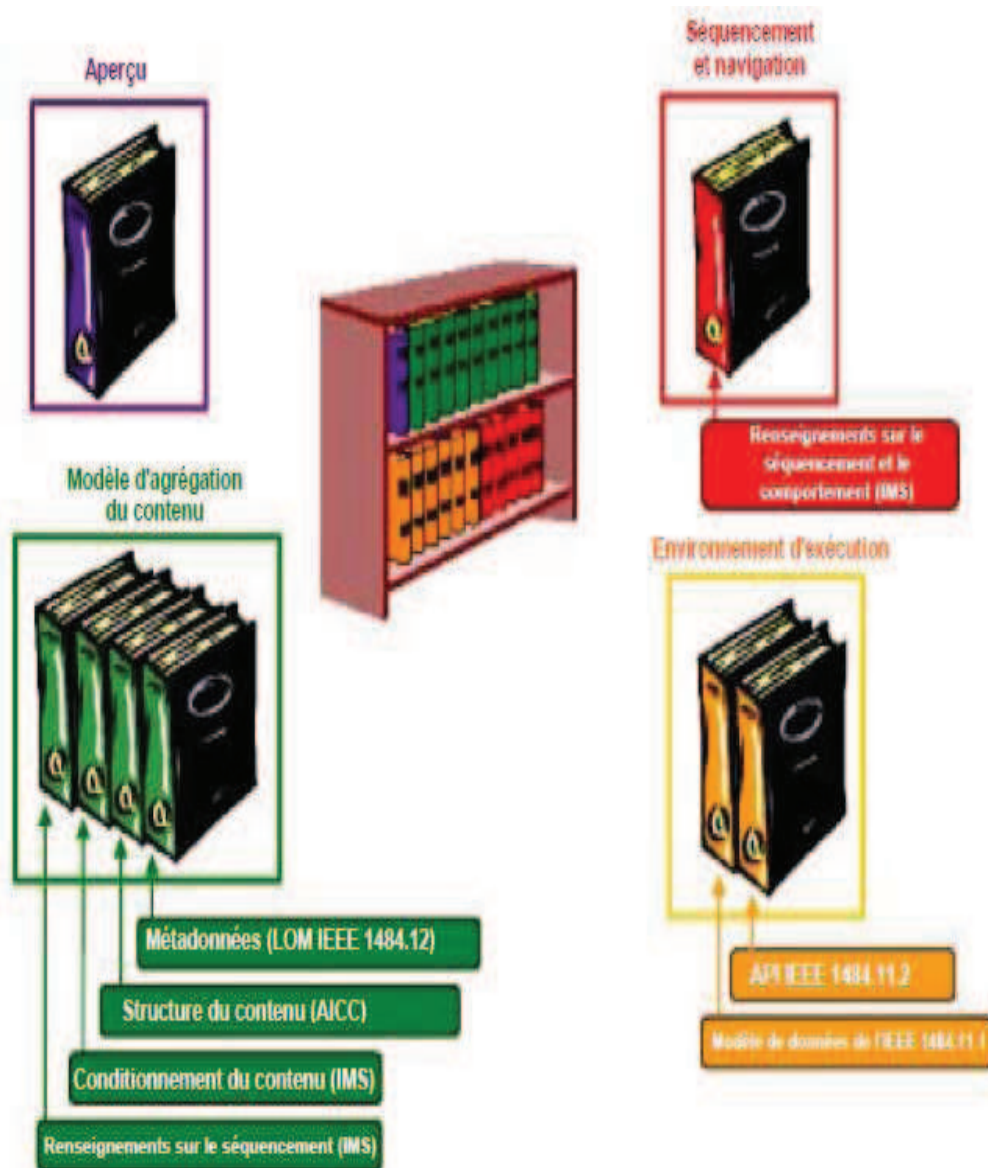 Aperçu
Séquencement
et navigation
Renseignements sur le
séquencement et le
comportement (IMS)
Modèle d'agrégation
du contenu
Environnement d'exécution
Métadonnées (LOM IEEE 1484.12)
Structure du contenu (AICC)
Conditionnement du contenu (IMS)
Renseignements sur le séquencement (IMS)
API IEEE 1484.11.2
Modèle de données de l'IEEE 1484.11.1